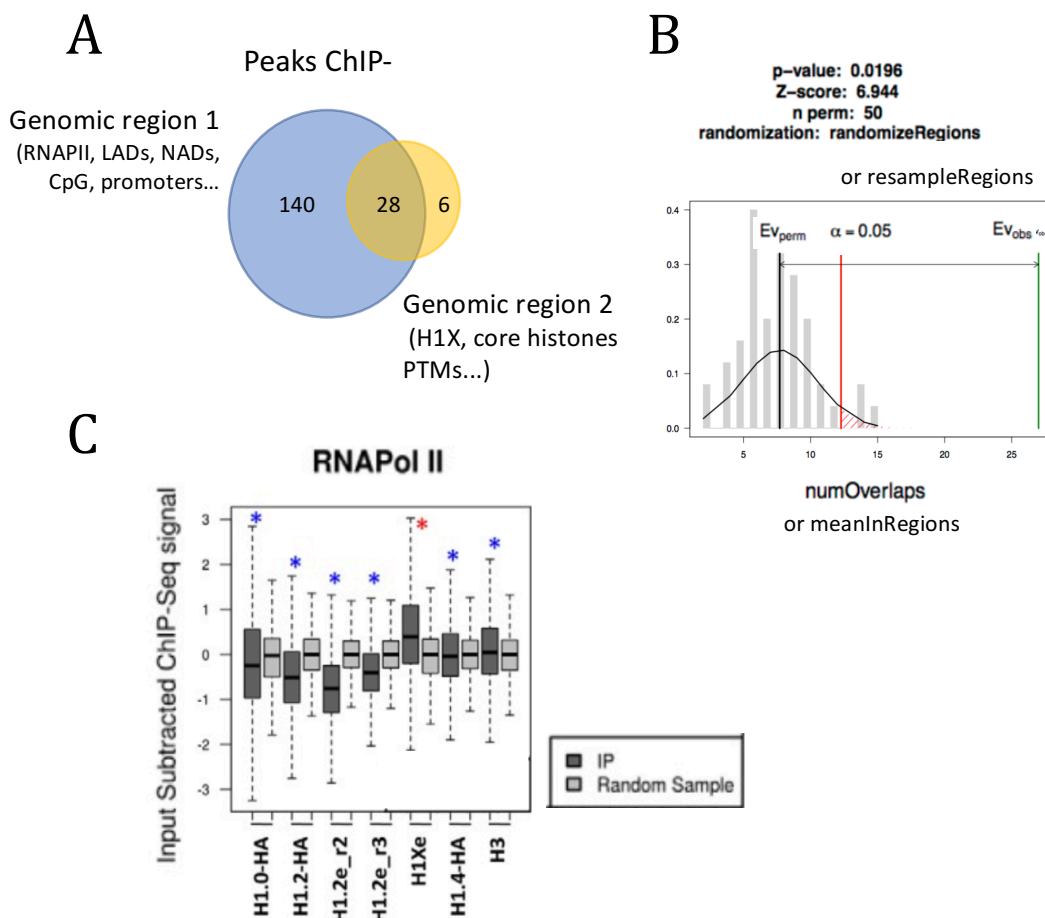 A
Peaks ChIP-
Genomic region 1
(RNAPII, LADs, NADs,
CpG, promoters...
140
28
6
Genomic region 2
(H1X, core histones
PTMs...)
B
p-value: 0.0196
Z-score: 6.944
n perm: 50
randomization: randomizeRegions
or resampleRegions
Ev_perm
α = 0.05
Ev_obs
0.4
0.3
0.2
0.1
0.0
5
10
15
20
25
numOverlaps
or meanInRegions
C
RNAPol II
Input Subtracted ChIP-Seq signal
3
2
1
0
-1
-2
-3
*
*
*
*
*
*
*
H1.0-HA
H1.2-HA
H1.2e_r2
H1.2e_r3
H1Xe
H1.4-HA
H3
IP
Random Sample